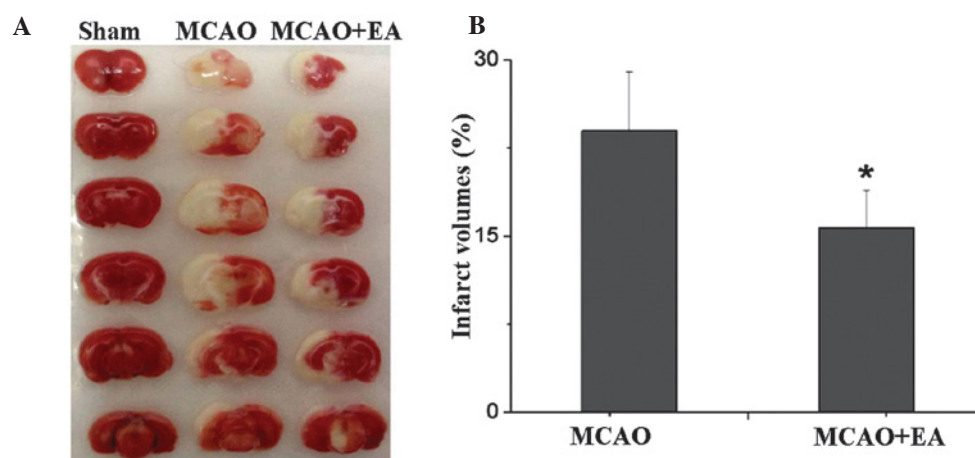 A
Sham MCAO MCAO+EA
B
Infarct volumes (%)
30
15
0
*
MCAO MCAO+EA